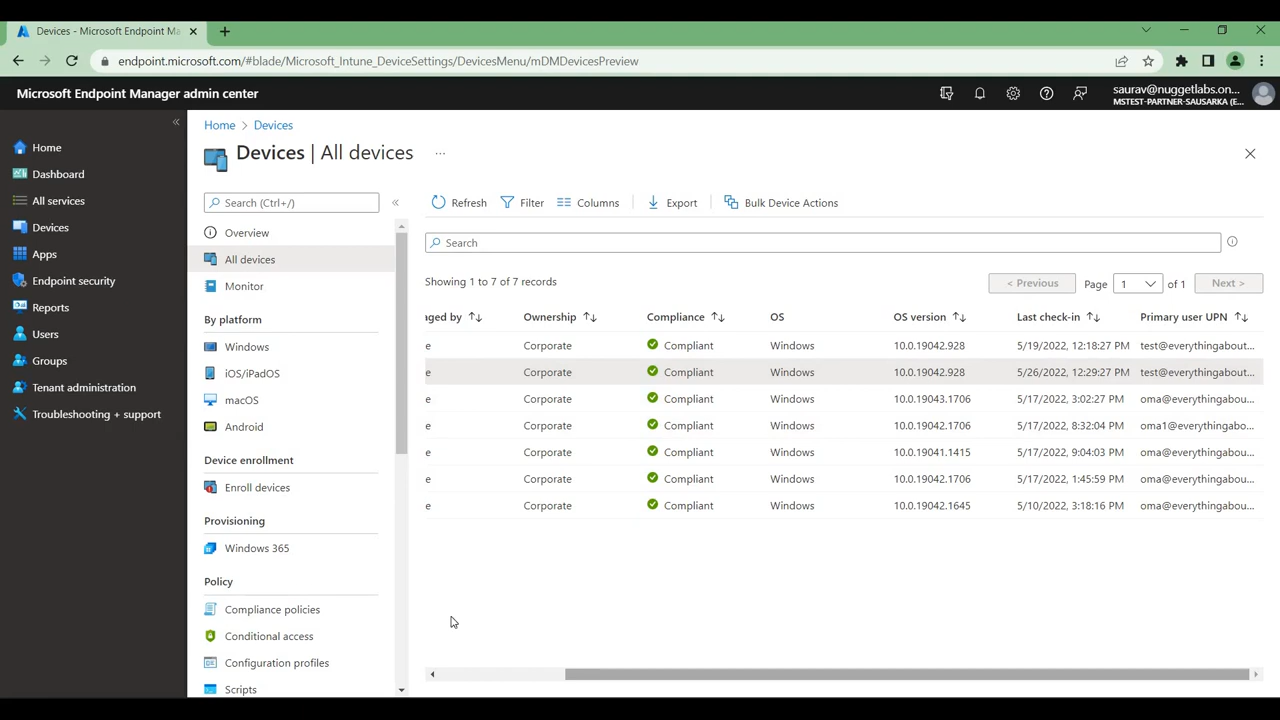 Devices - Microsoft Endpoint Ma
endpoint.microsoft.com/#blade/Microsoft_Intune_DeviceSettings/DevicesMenu/mDMDevicesPreview
Microsoft Endpoint Manager admin center
saurav@nuggetlabs.on...
MSTEST-PARTNER-SAUSARKA (E...
Home
Dashboard
All services
Devices
Apps
Endpoint security
Reports
Users
Groups
Tenant administration
Troubleshooting + support
Home > Devices
Devices | All devices ...
Search (Ctrl+/)
Overview
All devices
Monitor
By platform
Windows
iOS/iPadOS
macOS
Android
Device enrollment
Enroll devices
Provisioning
Windows 365
Policy
Compliance policies
Conditional access
Configuration profiles
Scripts
Refresh Filter Columns Export Bulk Device Actions
Search
Showing 1 to 7 of 7 records < Previous Page 1 of 1 Next >
ged by Ownership Compliance OS OS version Last check-in Primary user UPN
e Corporate Compliant Windows 10.0.19042.928 5/19/2022, 12:18:27 PM test@everythingabout...
e Corporate Compliant Windows 10.0.19042.928 5/26/2022, 12:29:27 PM test@everythingabout...
e Corporate Compliant Windows 10.0.19043.1706 5/17/2022, 3:02:27 PM oma@everythingabou...
e Corporate Compliant Windows 10.0.19042.1706 5/17/2022, 8:32:04 PM oma1@everythingabo...
e Corporate Compliant Windows 10.0.19041.1415 5/17/2022, 9:04:03 PM oma@everythingabou...
e Corporate Compliant Windows 10.0.19042.1706 5/17/2022, 1:45:59 PM oma@everythingabou...
e Corporate Compliant Windows 10.0.19042.1645 5/10/2022, 3:18:16 PM oma@everythingabou...